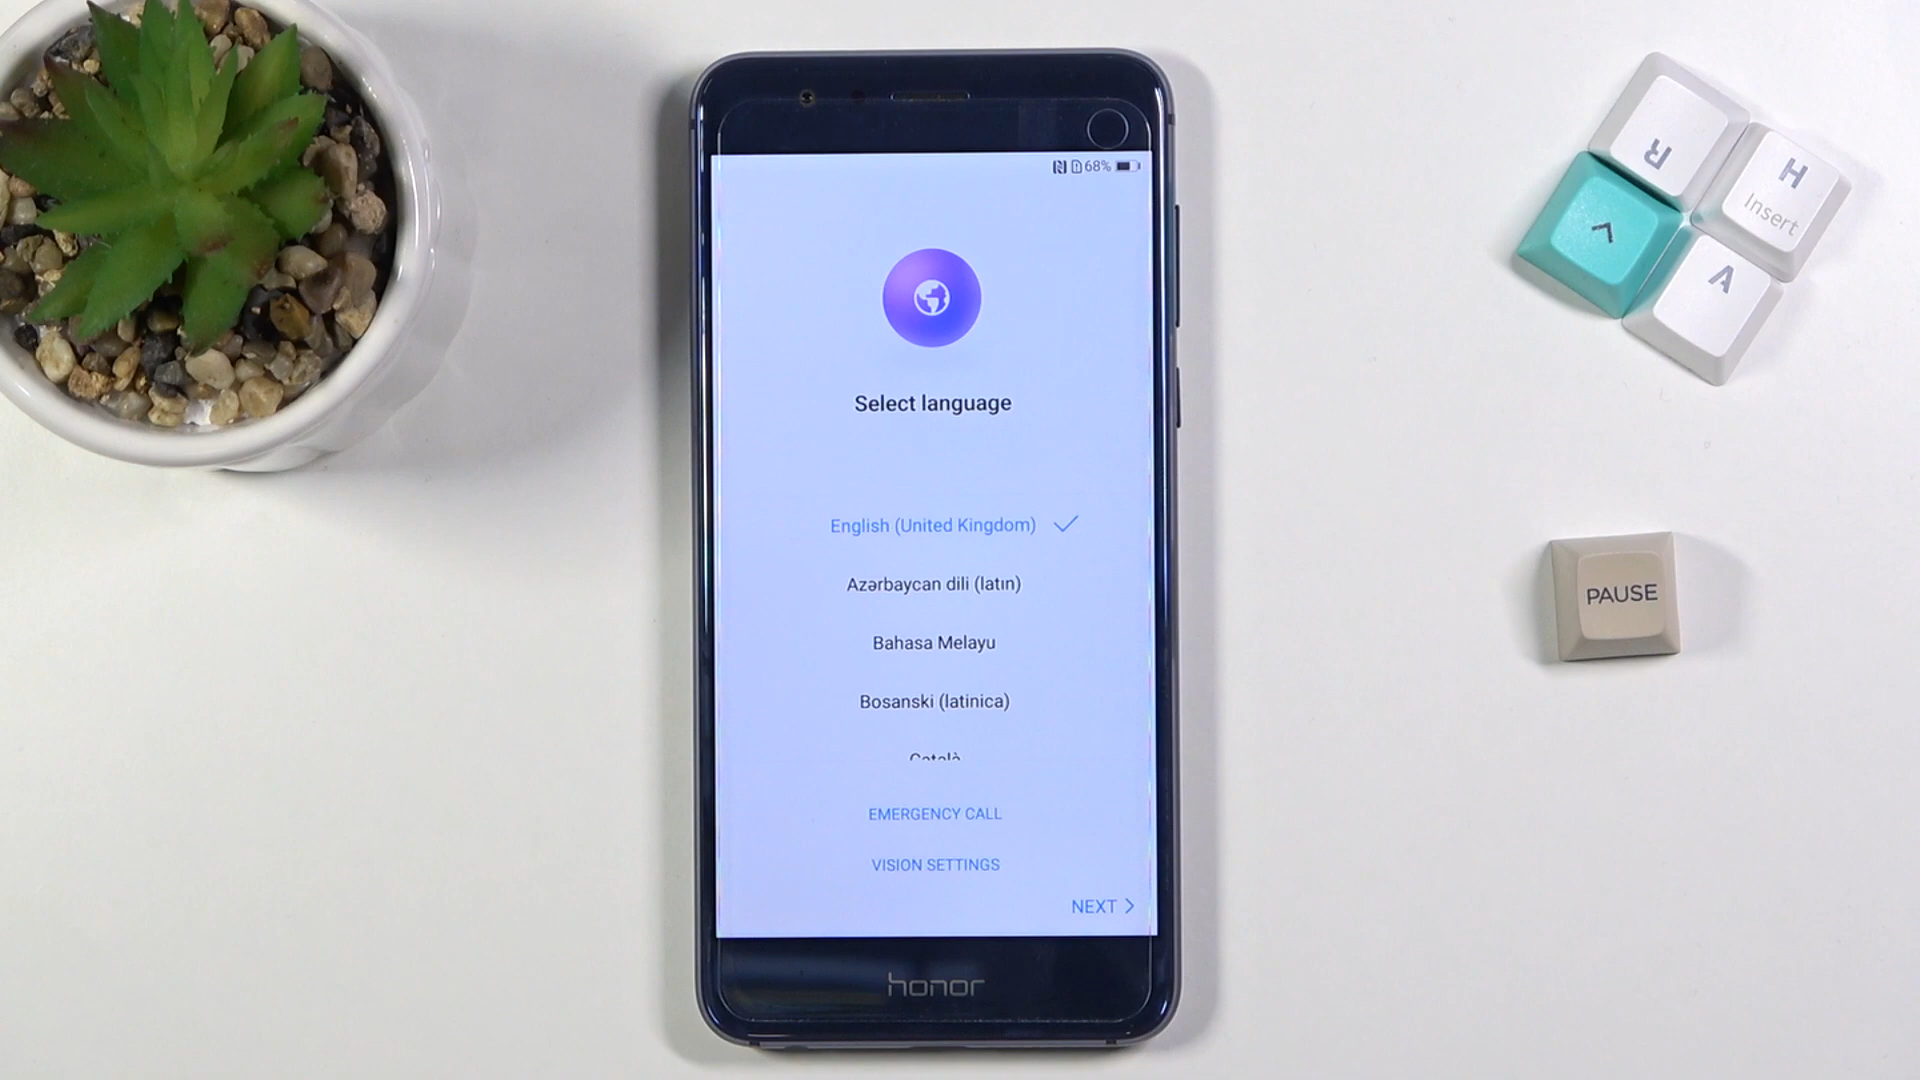 68%
Select language
English (United Kingdom)
Azərbaycan dili (latın)
Bahasa Melayu
Bosanski (latinica)
Català
EMERGENCY CALL
VISION SETTINGS
NEXT
honor
R
H
Insert
^
A
PAUSE